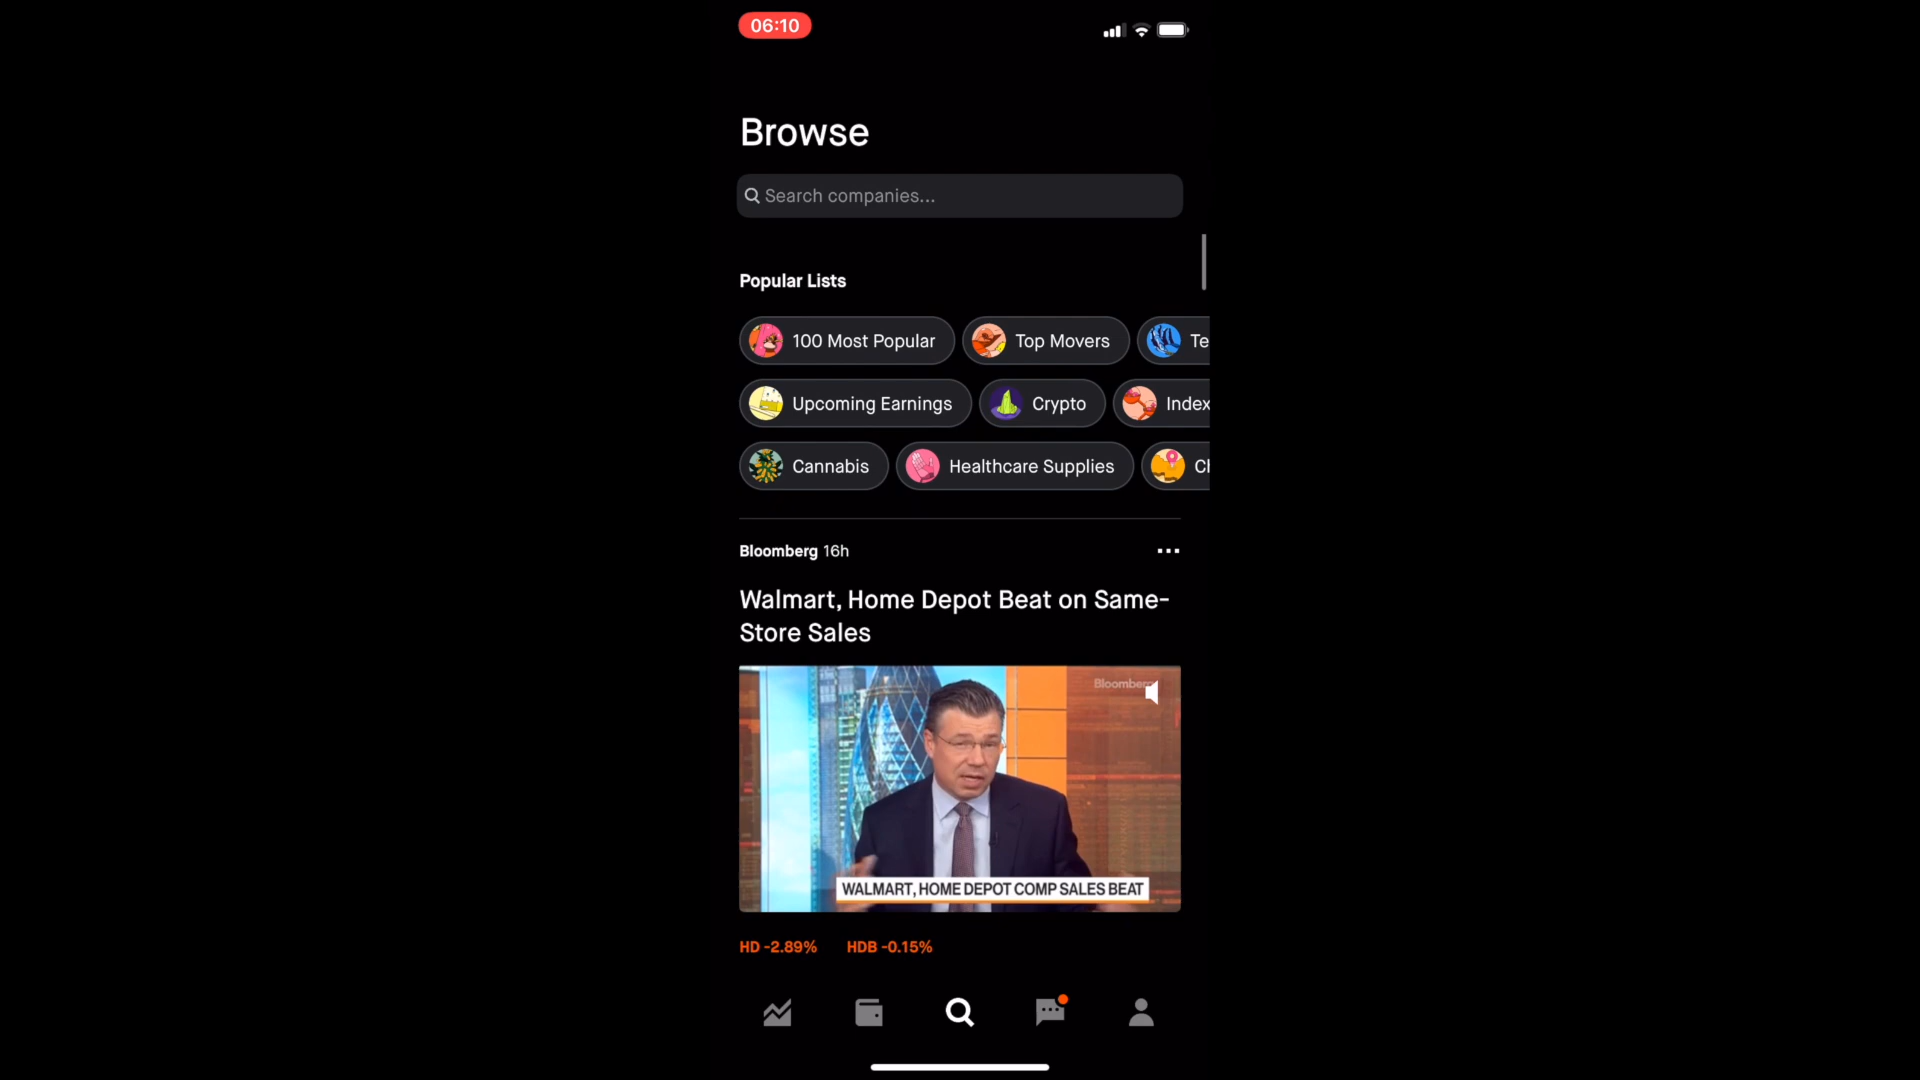 06:10
Browse
Search companies...
Popular Lists
100 Most Popular
Top Movers
Te
Upcoming Earnings
Crypto
Index
Cannabis
Healthcare Supplies
Bloomberg 16h
Walmart, Home Depot Beat on Same-
Store Sales
Bloomberg
WALMART, HOME DEPOT COMP SALES BEAT
HD -2.89%
HDB -0.15%